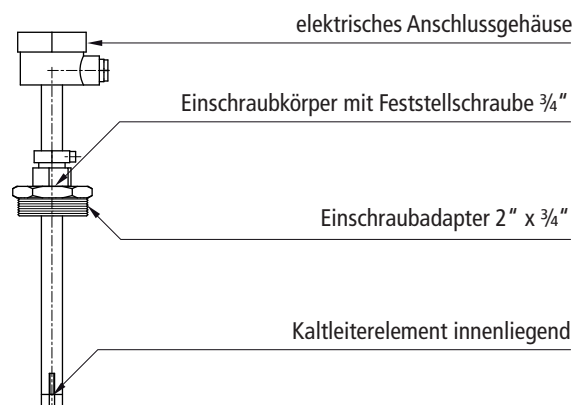 elektrisches Anschlussgehäuse
Einschraubkörper mit Feststellschraube ¾“
Einschraubadapter 2“ x ¾“
Kaltleiterelement innenliegend